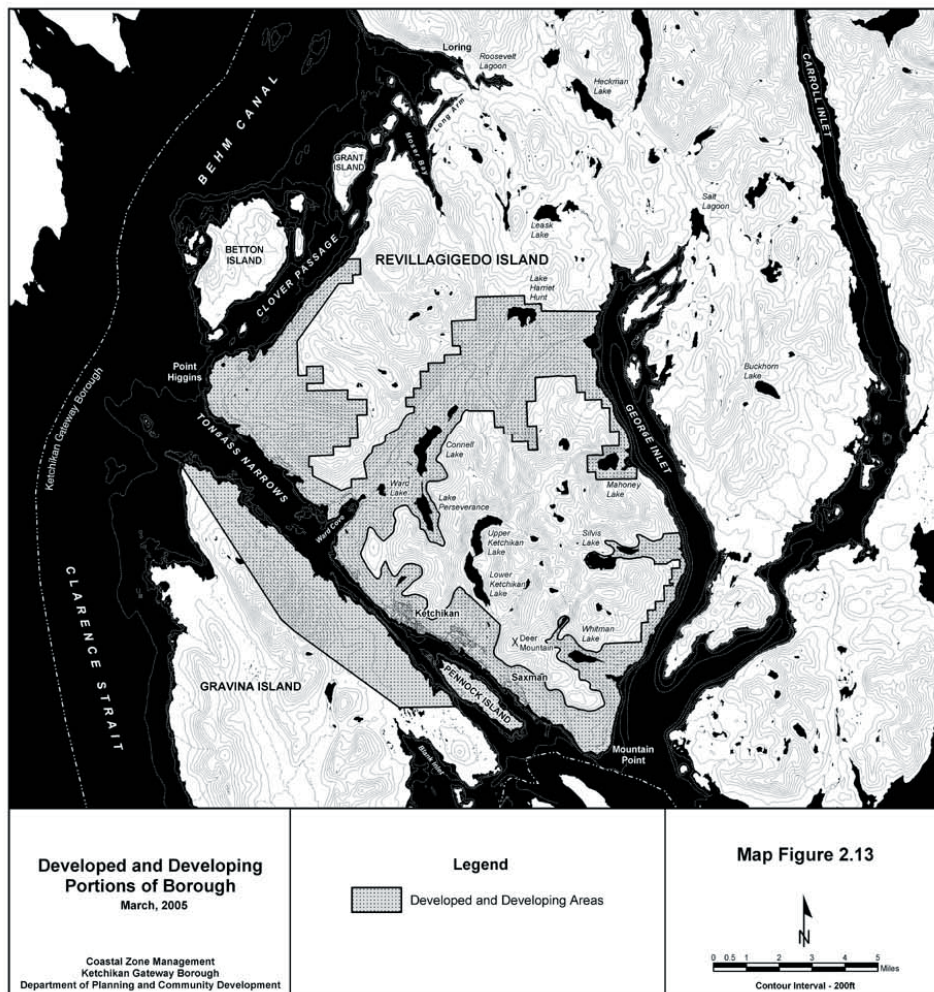 Loring
Roosevelt
Lagoon
Heckman
Lake
CARROLL INLET
BEHM CANAL
Long Arm
Moser Bay
GRANT
ISLAND
Salt
Lagoon
Leask
Lake
BETTON
ISLAND
CLOVER PASSAGE
REVILLAGIGEDO ISLAND
Lake
Harriet
Hunt
Point
Higgins
Buckhorn
Lake
Ketchikan Gateway Borough
TONGASS NARROWS
GEORGE INLET
Connell
Lake
Ward
Lake
Lake
Perseverance
Mahoney
Lake
Ward Cove
Upper
Ketchikan
Lake
Silvis
Lake
CLARENCE STRAIT
Lower
Ketchikan
Lake
Ketchikan
Whitman
Lake
X Deer
Mountain
Saxman
GRAVINA ISLAND
PENNOCK ISLAND
Blank Inlet
Mountain
Point
Developed and Developing
Portions of Borough
March, 2005
Coastal Zone Management
Ketchikan Gateway Borough
Department of Planning and Community Development
Legend
Developed and Developing Areas
Map Figure 2.13
N
0 0.5 1 2 3 4 5
Miles
Contour Interval - 200ft